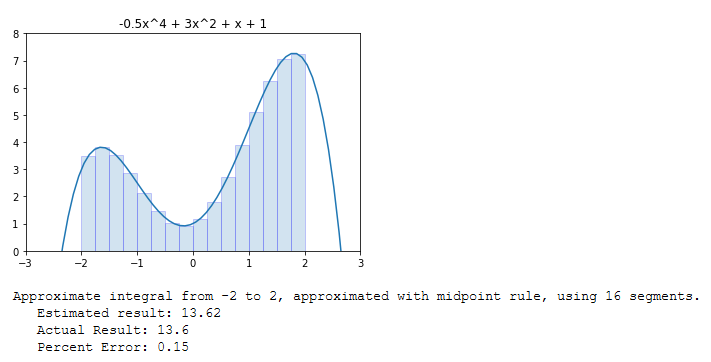 -0.5x^4 + 3x^2 + x + 1
8
7
6
5
4
3
2
1
0
−3 −2 −1 0 1 2 3
Approximate integral from -2 to 2, approximated with midpoint rule, using 16 segments.
Estimated result: 13.62
Actual Result: 13.6
Percent Error: 0.15